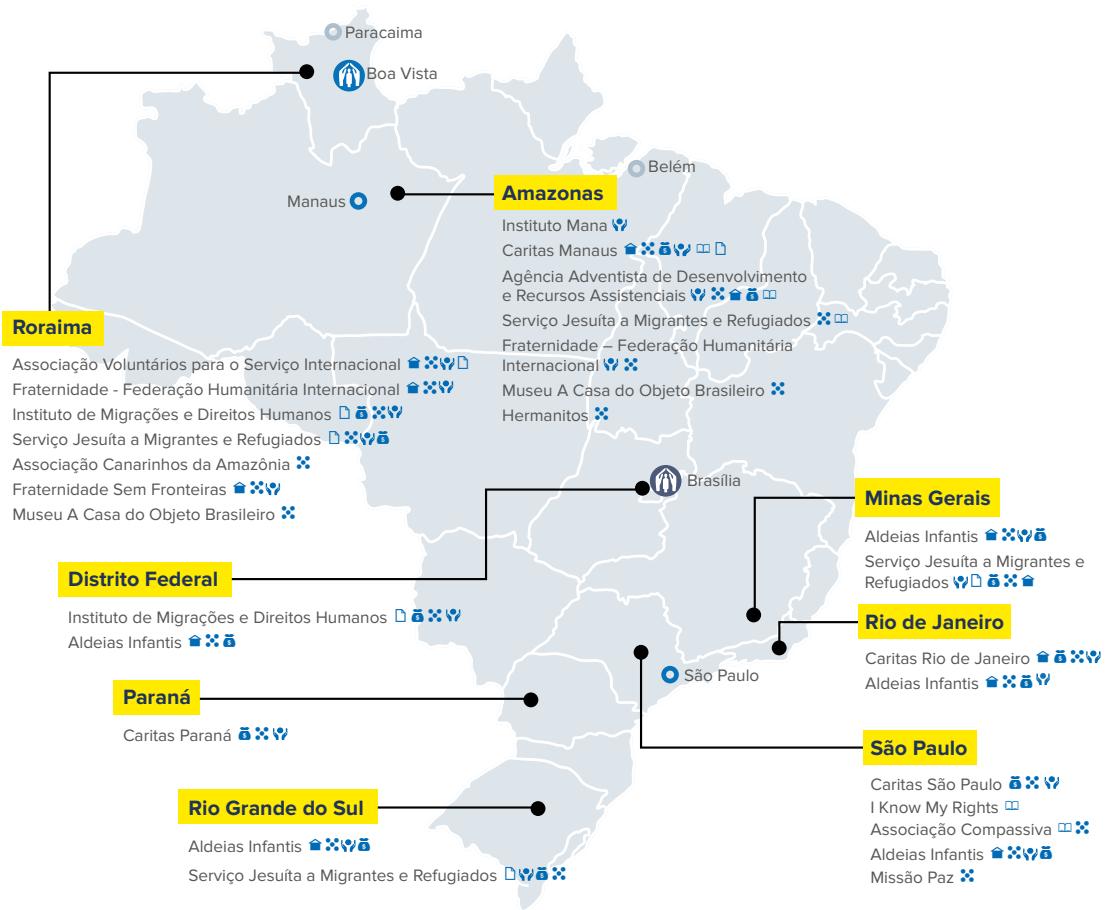 Paracaima
Boa Vista
Belém
Manaus
Amazonas
Instituto Mana
Caritas Manaus
Agência Adventista de Desenvolvimento
e Recursos Assistenciais
Serviço Jesuíta a Migrantes e Refugiados
Fraternidade – Federação Humanitária
Internacional
Museu A Casa do Objeto Brasileiro
Hermanitos
Roraima
Associação Voluntários para o Serviço Internacional
Fraternidade - Federação Humanitária Internacional
Instituto de Migrações e Direitos Humanos
Serviço Jesuíta a Migrantes e Refugiados
Associação Canarinhos da Amazônia
Fraternidade Sem Fronteiras
Museu A Casa do Objeto Brasileiro
Brasília
Minas Gerais
Aldeias Infantis
Serviço Jesuíta a Migrantes e
Refugiados
Distrito Federal
Instituto de Migrações e Direitos Humanos
Aldeias Infantis
Rio de Janeiro
Caritas Rio de Janeiro
Aldeias Infantis
São Paulo
Paraná
Caritas Paraná
São Paulo
Caritas São Paulo
I Know My Rights
Associação Compassiva
Aldeias Infantis
Missão Paz
Rio Grande do Sul
Aldeias Infantis
Serviço Jesuíta a Migrantes e Refugiados